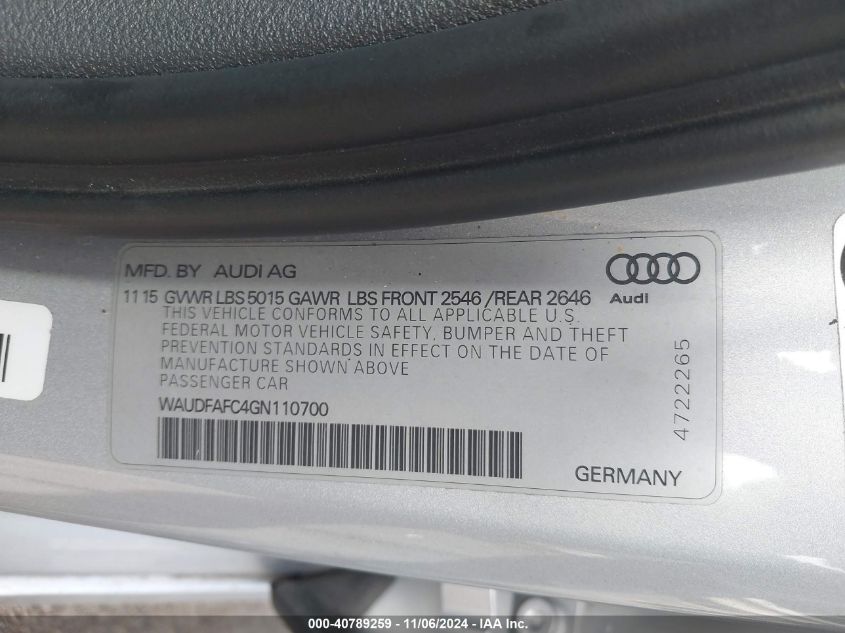 MFD. BY AUDI AG
11 15 GVWR LBS 5015 GAWR LBS FRONT 2546 /REAR 2646
Audi
THIS VEHICLE CONFORMS TO ALL APPLICABLE U.S.
FEDERAL MOTOR VEHICLE SAFETY, BUMPER AND THEFT
PREVENTION STANDARDS IN EFFECT ON THE DATE OF
MANUFACTURE SHOWN ABOVE
PASSENGER CAR
WAUDFAFC4GN110700
4722265
GERMANY
000-40789259 - 11/06/2024 - IAA Inc.